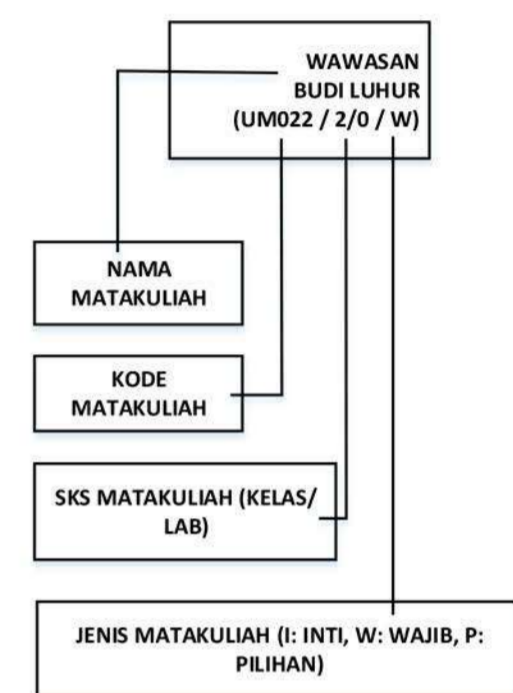 WAWASAN
BUDI LUHUR
(UM022 / 2/0 / W)
NAMA
MATAKULIAH
KODE
MATAKULIAH
SKS MATAKULIAH (KELAS/
LAB)
JENIS MATAKULIAH (I: INTI, W: WAJIB, P:
PILIHAN)